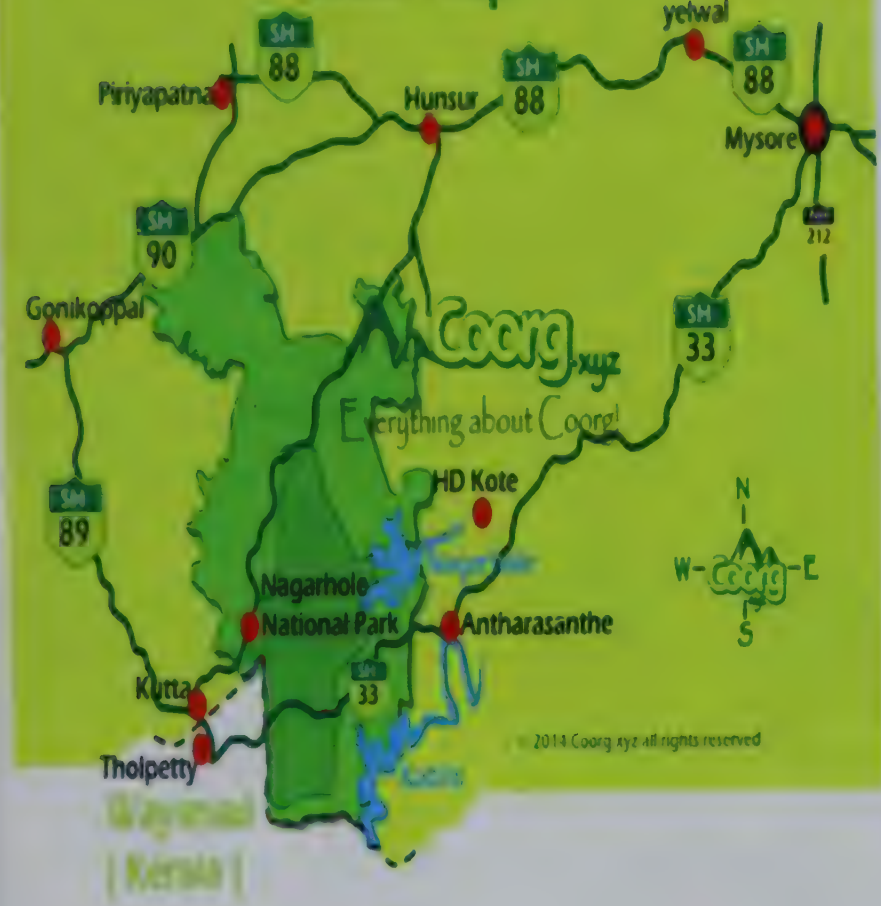 yelwal
SH
88
Piriyapatna
Hunsur
SH
88
SH
88
Mysore
212
SH
90
Gonikoppal
SH
33
Coorg.xyz
Everything about Coorg!
HD Kote
SH
89
N
W
E
Coorg
S
Nagarhole
National Park
Antharasanthe
SH
33
Kutta
Tholpetty
© 2014 Coorg xyz all rights reserved
Kabini
Waynad
[ Kerala ]